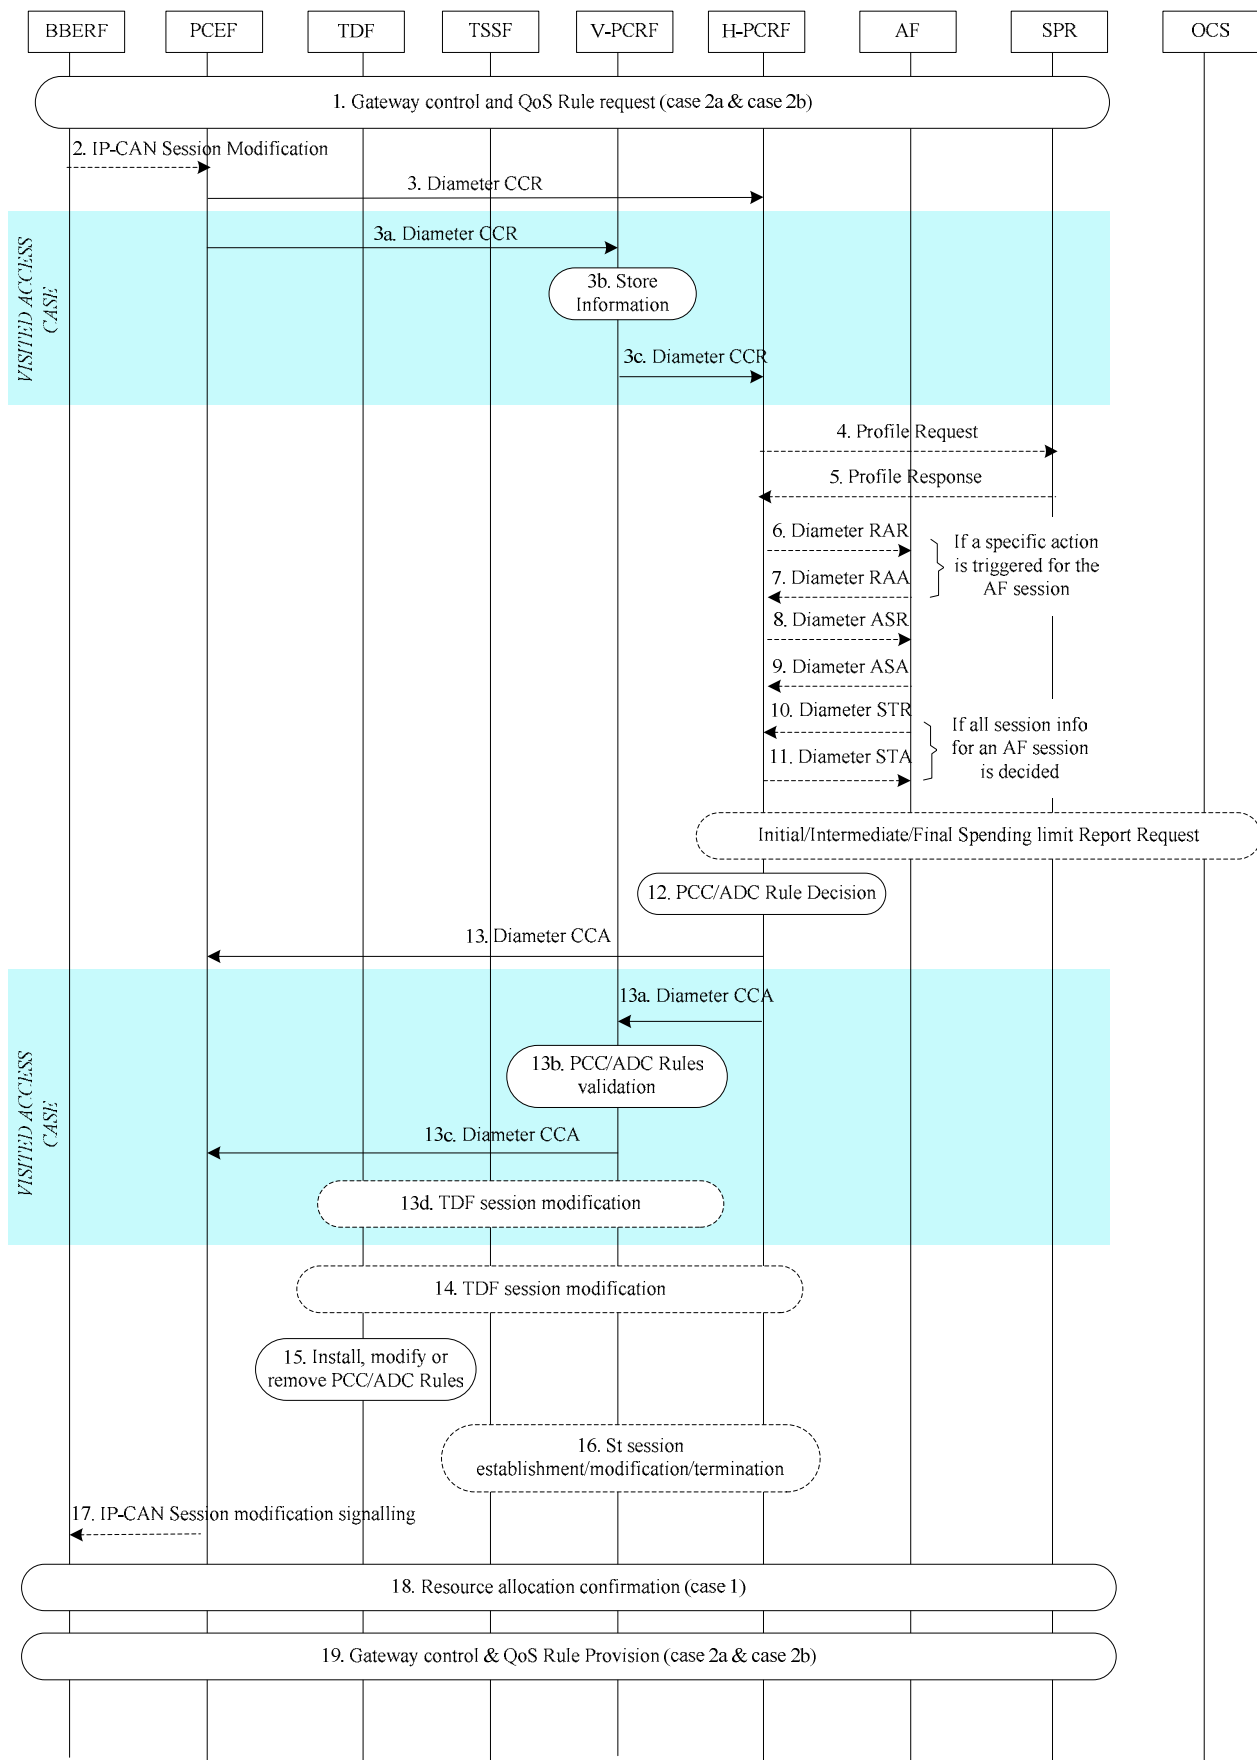 BBERF
PCEF
TDF
TSSF
V-PCRF
H-PCRF
AF
SPR
OCS
1. Gateway control and QoS Rule request (case 2a & case 2b)
2. IP-CAN Session Modification
3. Diameter CCR
VISITED ACCESS
CASE
3a. Diameter CCR
3b. Store
Information
3c. Diameter CCR
4. Profile Request
5. Profile Response
6. Diameter RAR
7. Diameter RAA
If a specific action
is triggered for the
AF session
8. Diameter ASR
9. Diameter ASA
10. Diameter STR
11. Diameter STA
If all session info
for an AF session
is decided
Initial/Intermediate/Final Spending limit Report Request
12. PCC/ADC Rule Decision
13. Diameter CCA
VISITED ACCESS
CASE
13a. Diameter CCA
13b. PCC/ADC Rules
validation
13c. Diameter CCA
13d. TDF session modification
14. TDF session modification
15. Install, modify or
remove PCC/ADC Rules
16. St session
establishment/modification/termination
17. IP-CAN Session modification signalling
18. Resource allocation confirmation (case 1)
19. Gateway control & QoS Rule Provision (case 2a & case 2b)